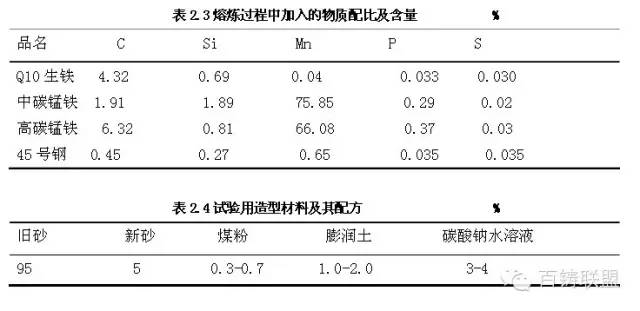 表 2.3 熔炼过程中加入的物质配比及含量 %
品名 C Si Mn P S
Q10 生铁 4.32 0.69 0.04 0.033 0.030
中碳锰铁 1.91 1.89 75.85 0.29 0.02
高碳锰铁 6.32 0.81 66.08 0.37 0.03
45 号钢 0.45 0.27 0.65 0.035 0.035
表 2.4 试验用造型材料及其配方 %
旧砂 新砂 煤粉 膨润土 碳酸钠水溶液
95 5 0.3-0.7 1.0-2.0 3-4
百铸联盟